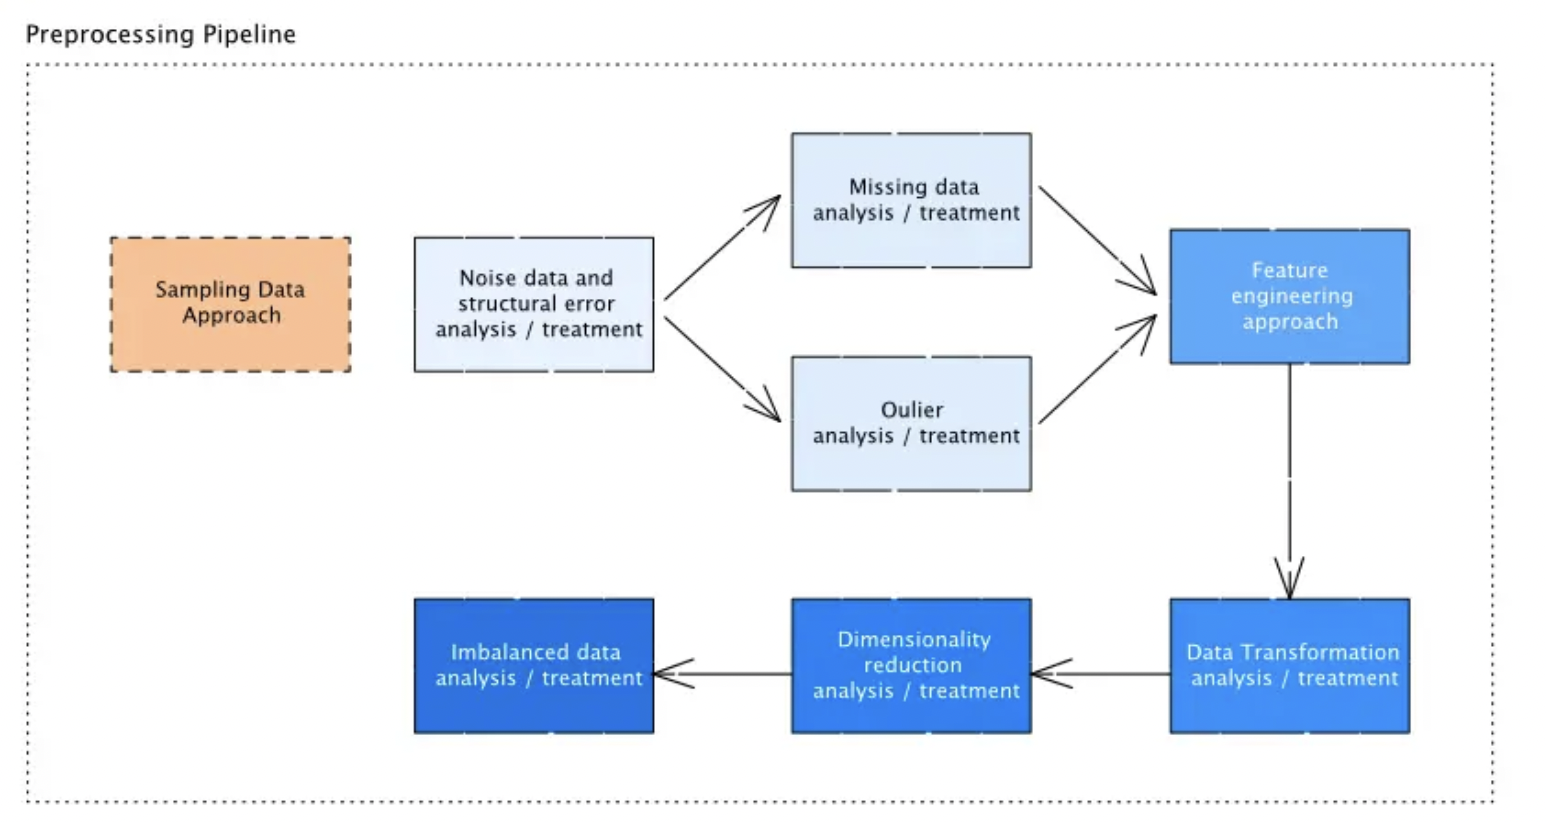 Preprocessing Pipeline
Sampling Data
Approach
Noise data and
structural error
analysis / treatment
Missing data
analysis / treatment
Oulier
analysis / treatment
Feature
engineering
approach
Data Transformation
analysis / treatment
Dimensionality
reduction
analysis / treatment
Imbalanced data
analysis / treatment